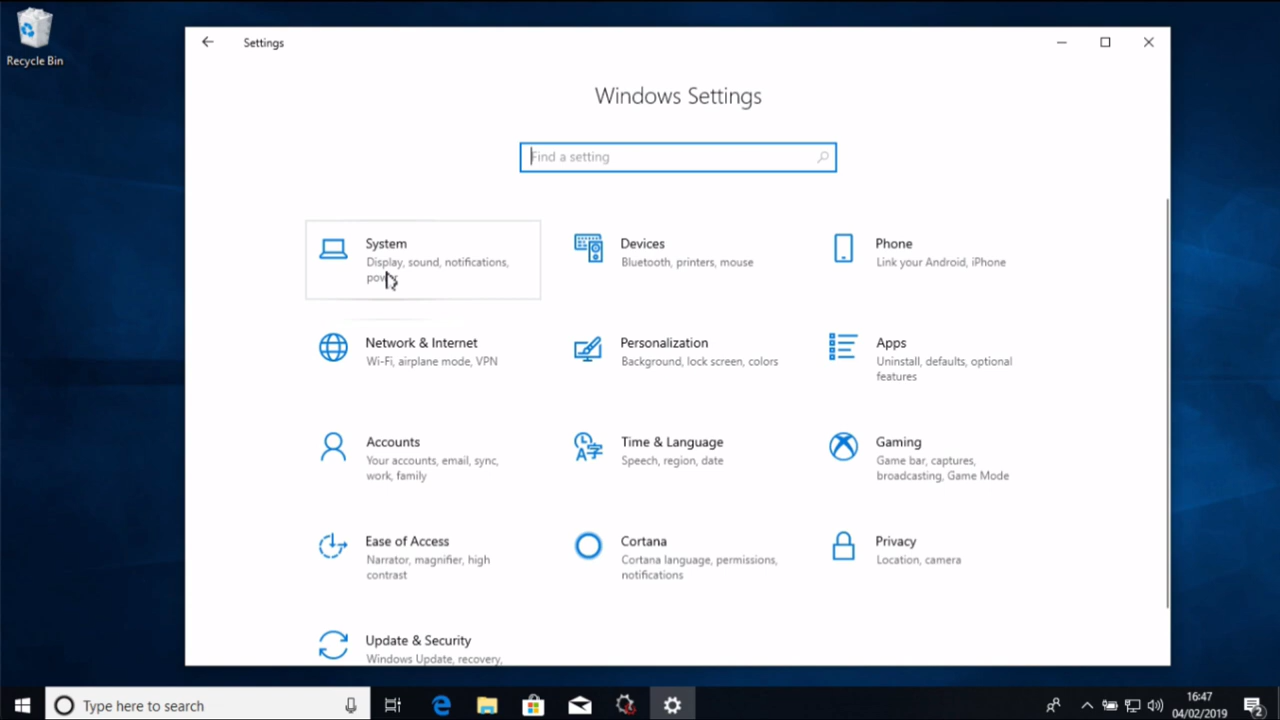 Recycle Bin
Settings
Windows Settings
Find a setting
System
Display, sound, notifications,
power
Devices
Bluetooth, printers, mouse
Phone
Link your Android, iPhone
Network & Internet
Wi-Fi, airplane mode, VPN
Personalization
Background, lock screen, colors
Apps
Uninstall, defaults, optional
features
Accounts
Your accounts, email, sync,
work, family
Time & Language
Speech, region, date
Gaming
Game bar, captures,
broadcasting, Game Mode
Ease of Access
Narrator, magnifier, high
contrast
Cortana
Cortana language, permissions,
notifications
Privacy
Location, camera
Update & Security
Windows Update, recovery,
Type here to search
16:47
04/02/2019
2